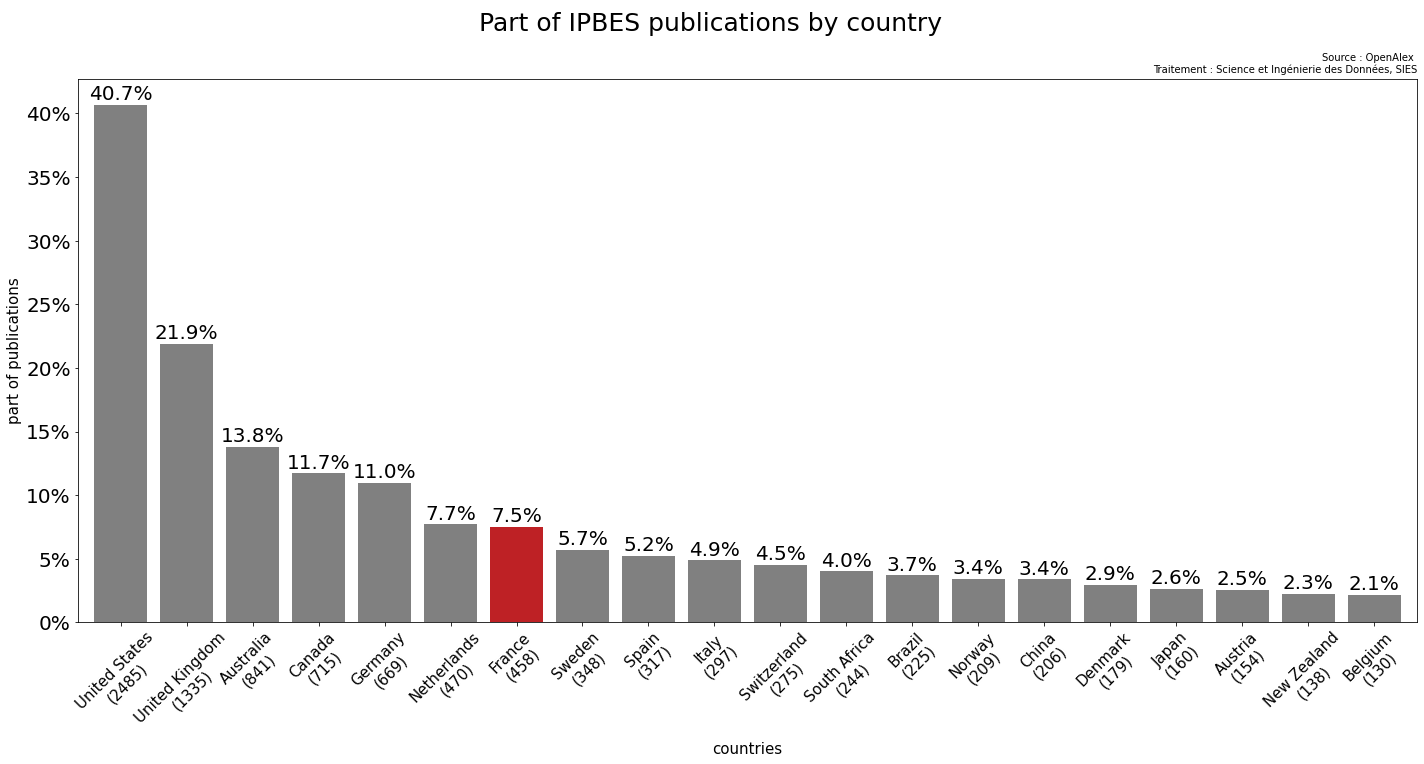 Part of IPBES publications by country
Source : OpenAlex
Traitement : Science et Ingénierie des Données, SIES
part of publications
40%
35%
30%
25%
20%
15%
10%
5%
0%
40.7%
21.9%
13.8%
11.7%
11.0%
7.7%
7.5%
5.7%
5.2%
4.9%
4.5%
4.0%
3.7%
3.4%
3.4%
2.9%
2.6%
2.5%
2.3%
2.1%
United States
(2485)
United Kingdom
(1335)
Australia
(841)
Canada
(715)
Germany
(669)
Netherlands
(470)
France
(458)
Sweden
(348)
Spain
(317)
Italy
(297)
Switzerland
(275)
South Africa
(244)
Brazil
(225)
Norway
(209)
China
(206)
Denmark
(179)
Japan
(160)
Austria
(154)
New Zealand
(138)
Belgium
(130)
countries